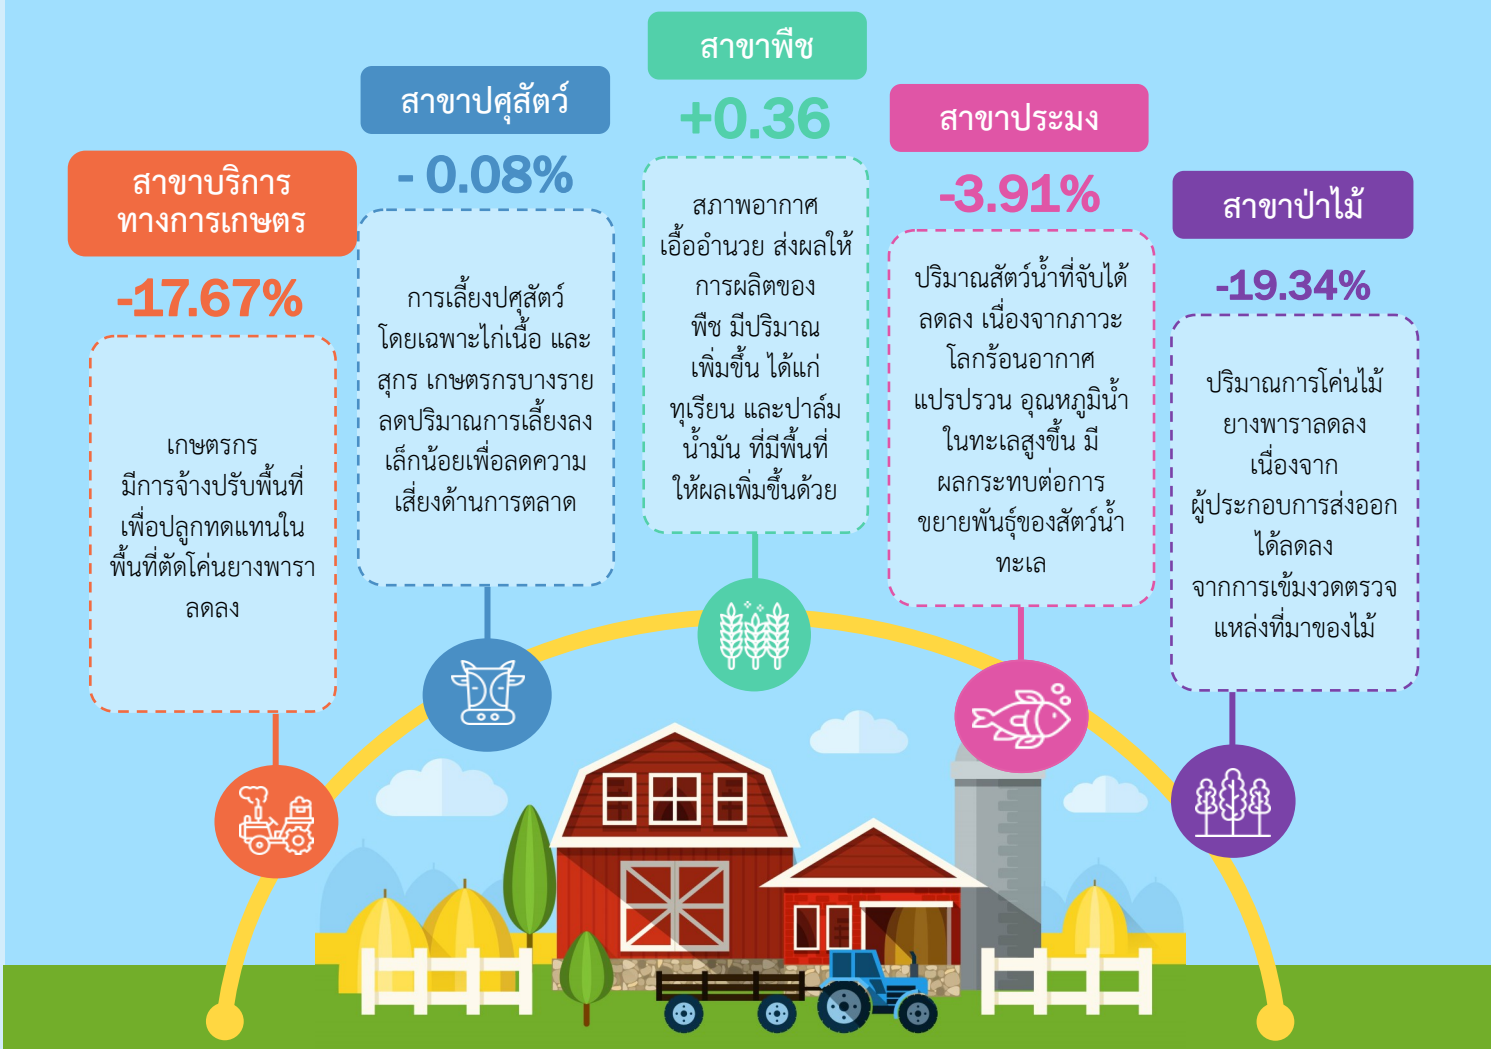 สาขาบริการ
ทางการเกษตร
-17.67%
เกษตรกร
มีการจ้างปรับพื้นที่
เพื่อปลูกทดแทนใน
พื้นที่ตัดโค่นยางพารา
ลดลง
สาขาปศุสัตว์
- 0.08%
การเลี้ยงปศุสัตว์
โดยเฉพาะไก่เนื้อ และ
สุกร เกษตรกรบางราย
ลดปริมาณการเลี้ยงลง
เล็กน้อยเพื่อลดความ
เสี่ยงด้านการตลาด
สาขาพืช
+0.36
สภาพอากาศ
เอื้ออำนวย ส่งผลให้
การผลิตของ
พืช มีปริมาณ
เพิ่มขึ้น ได้แก่
ทุเรียน และปาล์ม
น้ำมัน ที่มีพื้นที่
ให้ผลเพิ่มขึ้นด้วย
สาขาประมง
-3.91%
ปริมาณสัตว์น้ำที่จับได้
ลดลง เนื่องจากภาวะ
โลกร้อนอากาศ
แปรปรวน อุณหภูมิน้ำ
ในทะเลสูงขึ้น มี
ผลกระทบต่อการ
ขยายพันธุ์ของสัตว์น้ำ
ทะเล
สาขาป่าไม้
-19.34%
ปริมาณการโค่นไม้
ยางพาราลดลง
เนื่องจาก
ผู้ประกอบการส่งออก
ได้ลดลง
จากการเข้มงวดตรวจ
แหล่งที่มาของไม้